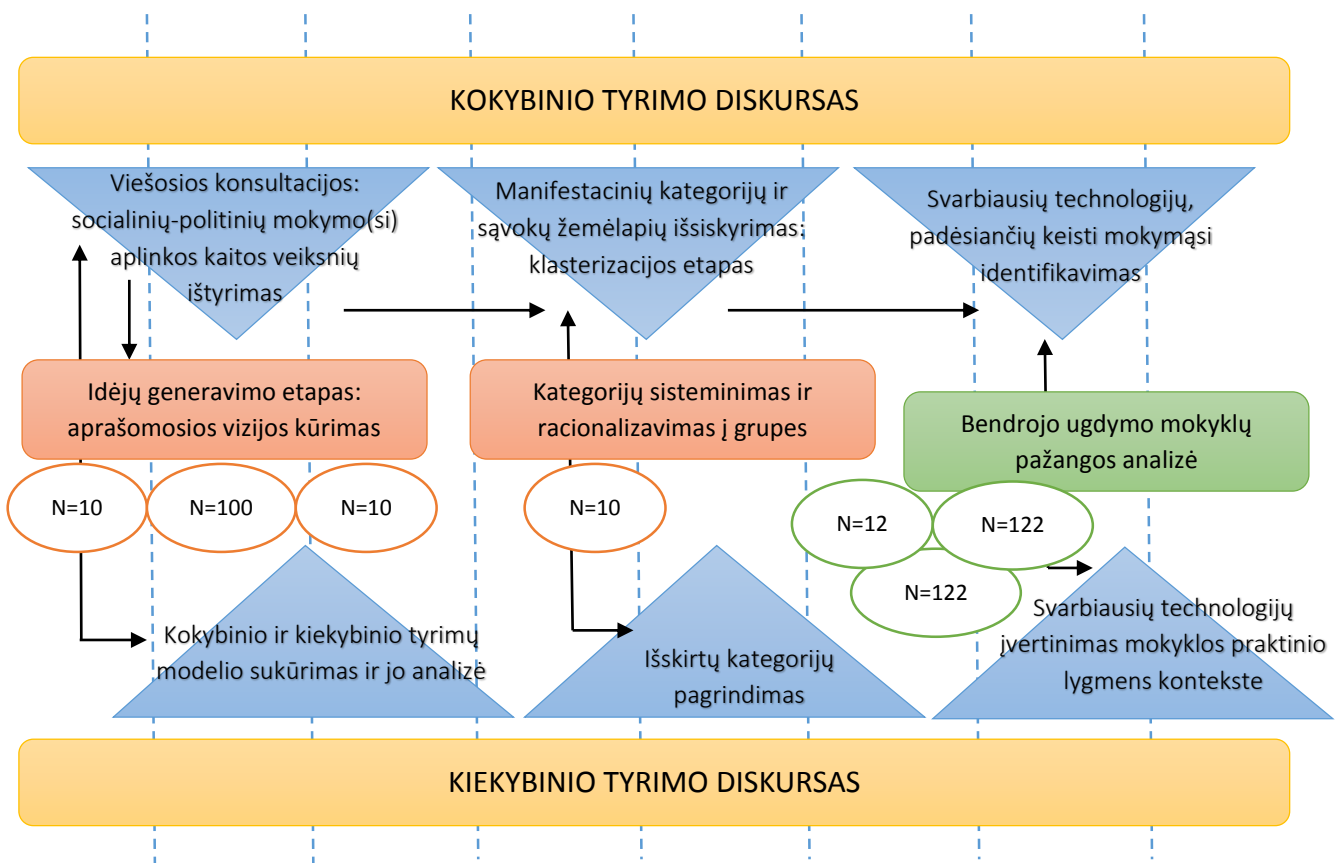 KOKYBINIO TYRIMO DISKURSAS
Viešosios konsultacijos:
socialinių-politinių mokymo(si)
aplinkos kaitos veiksnių
ištyrimas
Manifestacinių kategorijų ir
sąvokų žemėlapių išsiskyrimas:
klasterizacijos etapas
Svarbiausių technologijų,
padėsiančių keisti mokymąsi
identifikavimas
Idėjų generavimo etapas:
aprašomosios vizijos kūrimas
Kategorijų sisteminimas ir
racionalizavimas į grupes
Bendrojo ugdymo mokyklų
pažangos analizė
N=10
N=100
N=10
N=10
N=12
N=122
N=122
Kokybinio ir kiekybinio tyrimų
modelio sukūrimas ir jo analizė
Išskirtų kategorijų
pagrindimas
Svarbiausių technologijų
įvertinimas mokyklos praktinio
lygmens kontekste
KIEKYBINIO TYRIMO DISKURSAS